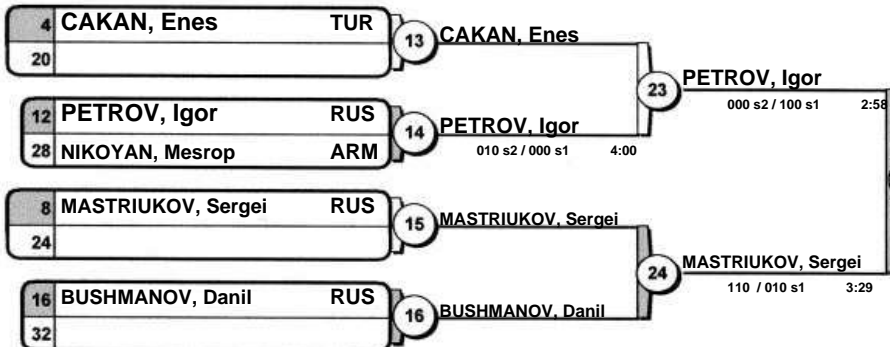 4 CAKAN, Enes TUR
20
13 CAKAN, Enes
12 PETROV, Igor RUS
28 NIKOYAN, Mesrop ARM
14 PETROV, Igor
010 s2 / 000 s1 4:00
23 PETROV, Igor
000 s2 / 100 s1 2:58
8 MASTRIUKOV, Sergei RUS
24
15 MASTRIUKOV, Sergei
16 BUSHMANOV, Danil RUS
32
16 BUSHMANOV, Danil
24 MASTRIUKOV, Sergei
110 / 010 s1 3:29